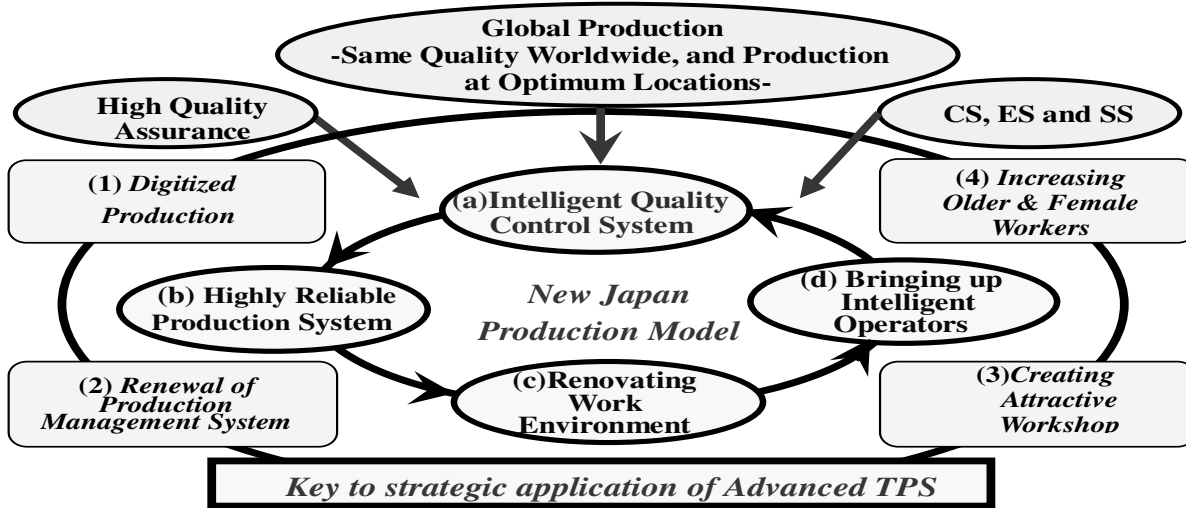 Global Production
-Same Quality Worldwide, and Production
at Optimum Locations-
High Quality
Assurance
CS, ES and SS
(1) Digitized
Production
(4) Increasing
Older & Female
Workers
(a)Intelligent Quality
Control System
(b) Highly Reliable
Production System
New Japan
Production Model
(d) Bringing up
Intelligent
Operators
(2) Renewal of
Production
Management System
(c)Renovating
Work
Environment
(3)Creating
Attractive
Workshop
Key to strategic application of Advanced TPS